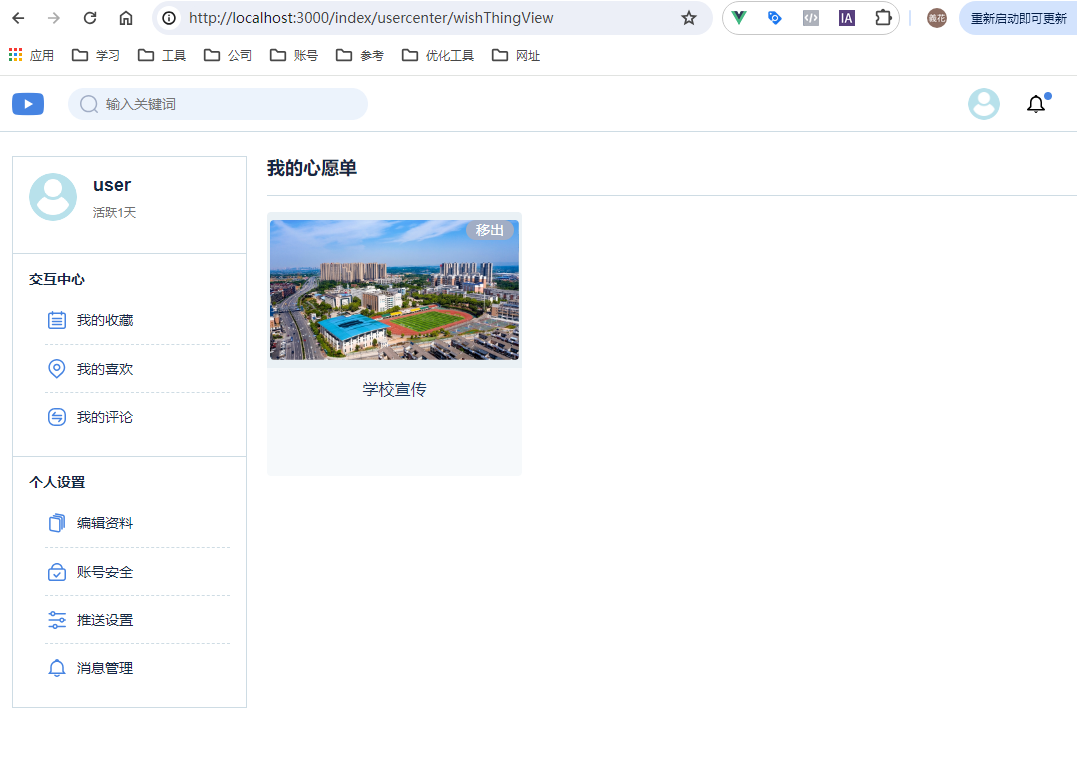 http://localhost:3000/index/usercenter/wishThingView
IA
義花
重新启动即可更新
应用
学习
工具
公司
账号
参考
优化工具
网址
输入关键词
user
活跃1天
交互中心
我的收藏
我的喜欢
我的评论
个人设置
编辑资料
账号安全
推送设置
消息管理
我的心愿单
移出
学校宣传